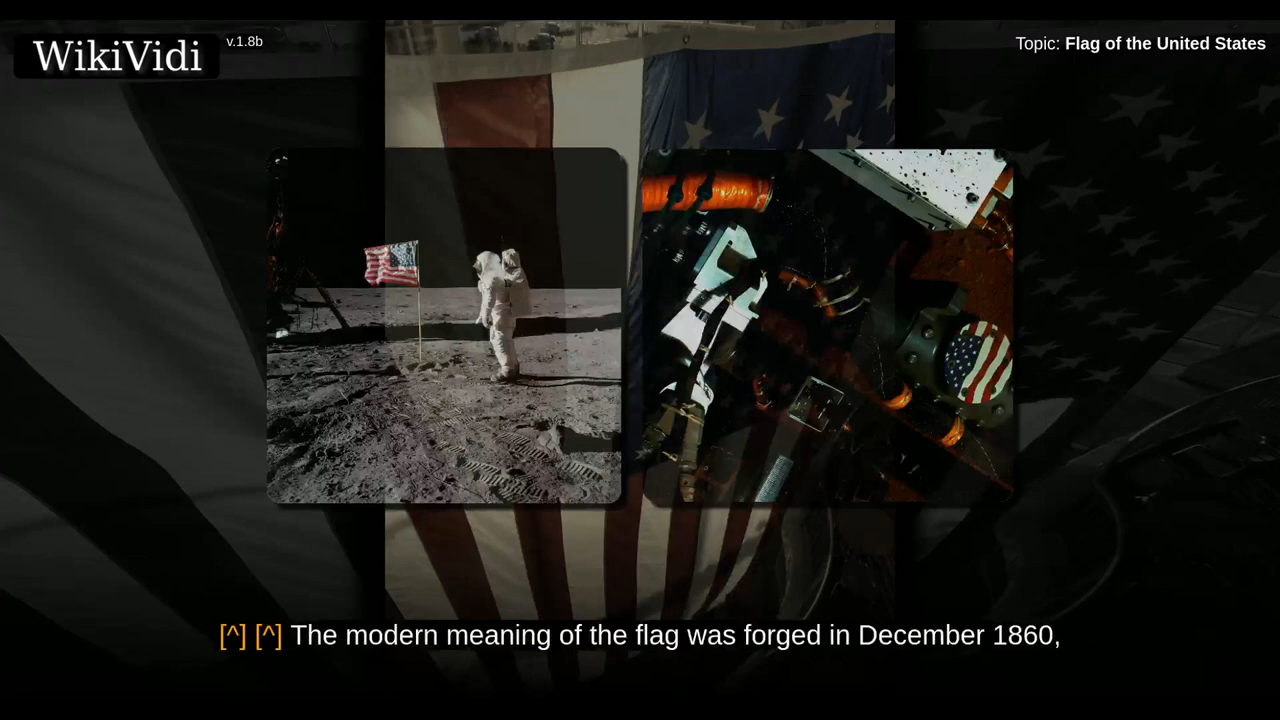 WikiVidi
v.1.8b
Topic: Flag of the United States
[^] [^] The modern meaning of the flag was forged in December 1860,